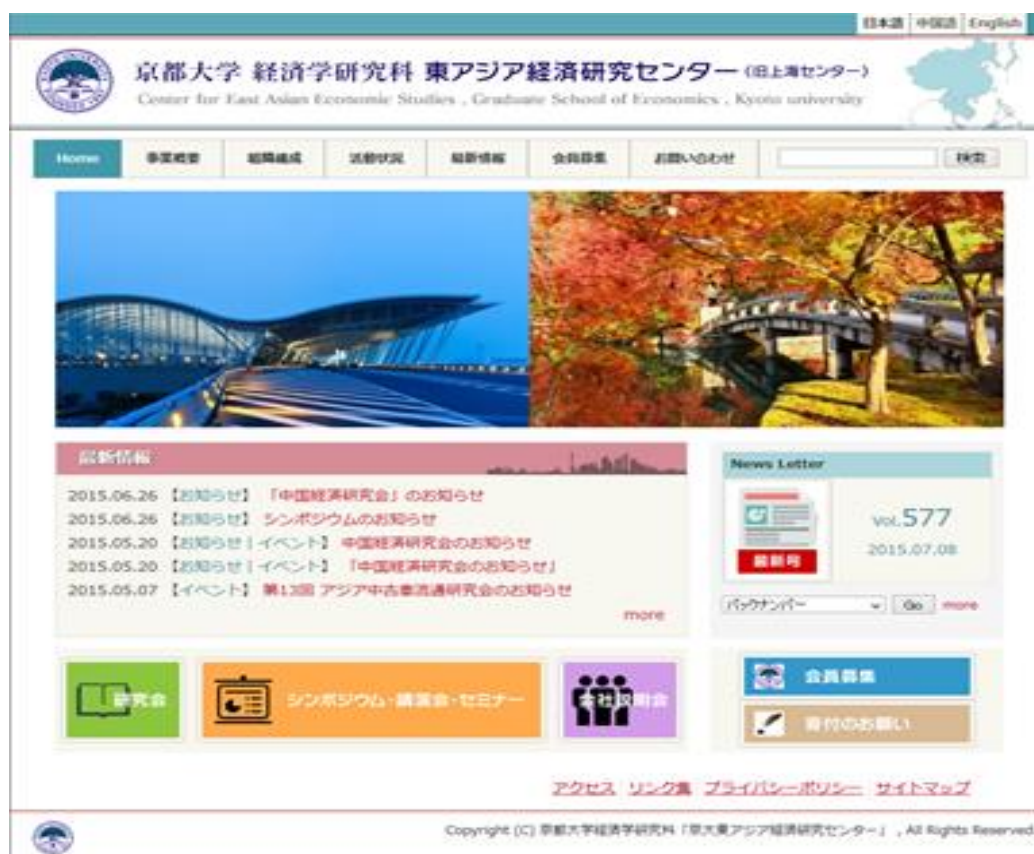 日本語 中国語 English
京都大学 経済学研究科 東アジア経済研究センター (旧上海センター)
Center for East Asian Economic Studies , Graduate School of Economics , Kyoto university
Home 事業概要 組織編成 活動状況 最新情報 会員募集 お問い合わせ 検索
最新情報
2015.06.26 【お知らせ】 「中国経済研究会」のお知らせ
2015.06.26 【お知らせ】 シンポジウムのお知らせ
2015.05.20 【お知らせ | イベント】 中国経済研究会のお知らせ
2015.05.20 【お知らせ | イベント】 「中国経済研究会のお知らせ」
2015.05.07 【イベント】 第13回 アジア中古車流通研究会のお知らせ
more
News Letter
Vol.577
2015.07.08
最新号
バックナンバー Go more
研究会
シンポジウム・講演会・セミナー
会社説明会
会員募集
寄付のお願い
アクセス リンク集 プライバシーポリシー サイトマップ
Copyright (C) 京都大学経済学研究科「京大東アジア経済研究センター」 , All Rights Reserved